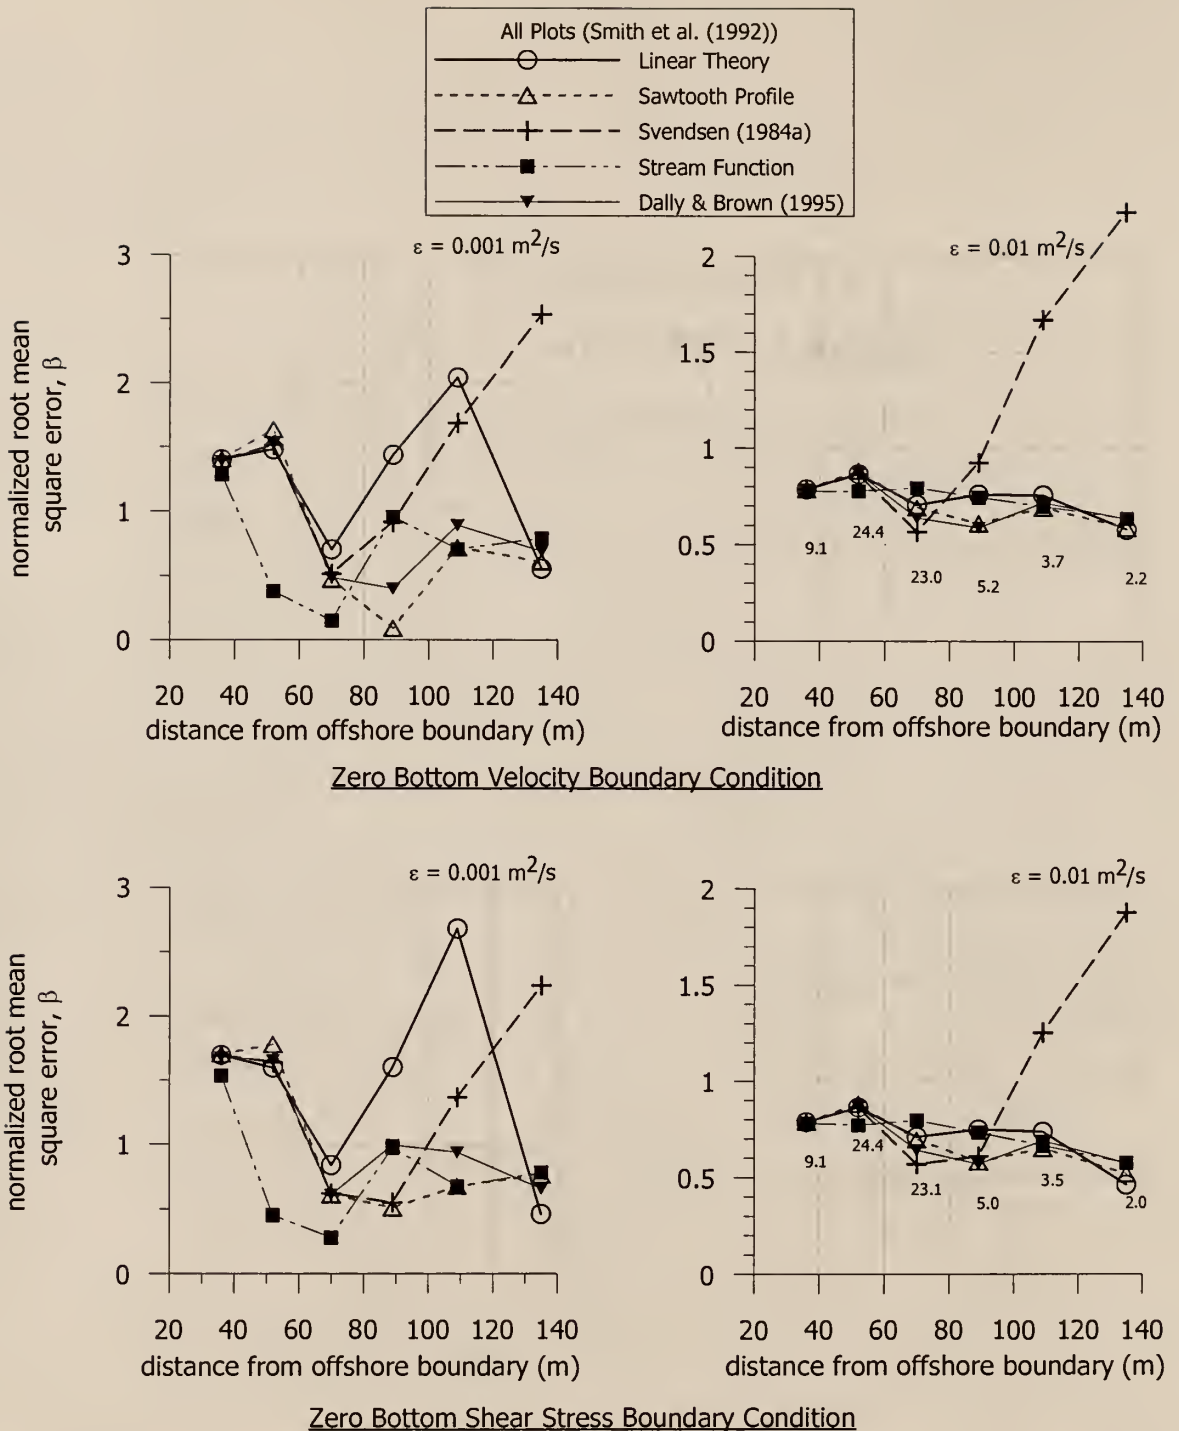 All Plots (Smith et al. (1992))
Linear Theory
Sawtooth Profile
Svendsen (1984a)
Stream Function
Dally & Brown (1995)
ε = 0.001 m2/s
3
2
1
0
normalized root mean
square error, β
20 40 60 80 100 120 140
distance from offshore boundary (m)
ε = 0.01 m2/s
2
1.5
1
0.5
0
9.1
24.4
23.0
5.2
3.7
2.2
20 40 60 80 100 120 140
distance from offshore boundary (m)
Zero Bottom Velocity Boundary Condition
ε = 0.001 m2/s
3
2
1
0
normalized root mean
square error, β
20 40 60 80 100 120 140
distance from offshore boundary (m)
ε = 0.01 m2/s
2
1.5
1
0.5
0
9.1
24.4
23.1
5.0
3.5
2.0
20 40 60 80 100 120 140
distance from offshore boundary (m)
Zero Bottom Shear Stress Boundary Condition